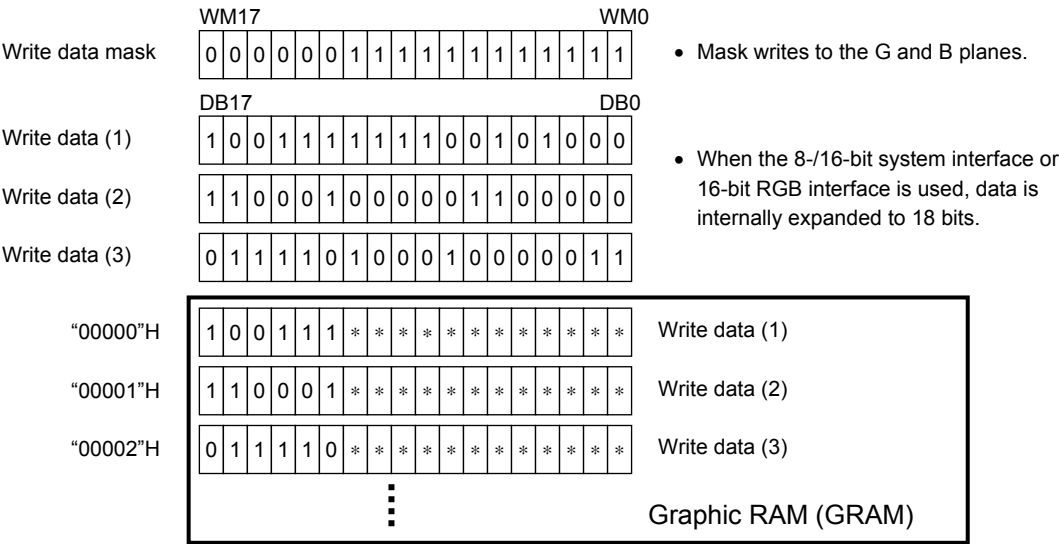 WM17 WM0
Write data mask 0 0 0 0 0 0 1 1 1 1 1 1 1 1 1 1 1 1 • Mask writes to the G and B planes.
DB17 DB0
Write data (1) 1 0 0 1 1 1 1 1 1 1 0 0 1 0 1 0 0 0
• When the 8-/16-bit system interface or
Write data (2) 1 1 0 0 0 1 0 0 0 0 0 1 1 0 0 0 0 0 16-bit RGB interface is used, data is
internally expanded to 18 bits.
Write data (3) 0 1 1 1 1 0 1 0 0 0 1 0 0 0 0 0 1 1
“00000”H 1 0 0 1 1 1 * * * * * * * * * * * * Write data (1)
“00001”H 1 1 0 0 0 1 * * * * * * * * * * * * Write data (2)
“00002”H 0 1 1 1 1 0 * * * * * * * * * * * * Write data (3)
Graphic RAM (GRAM)